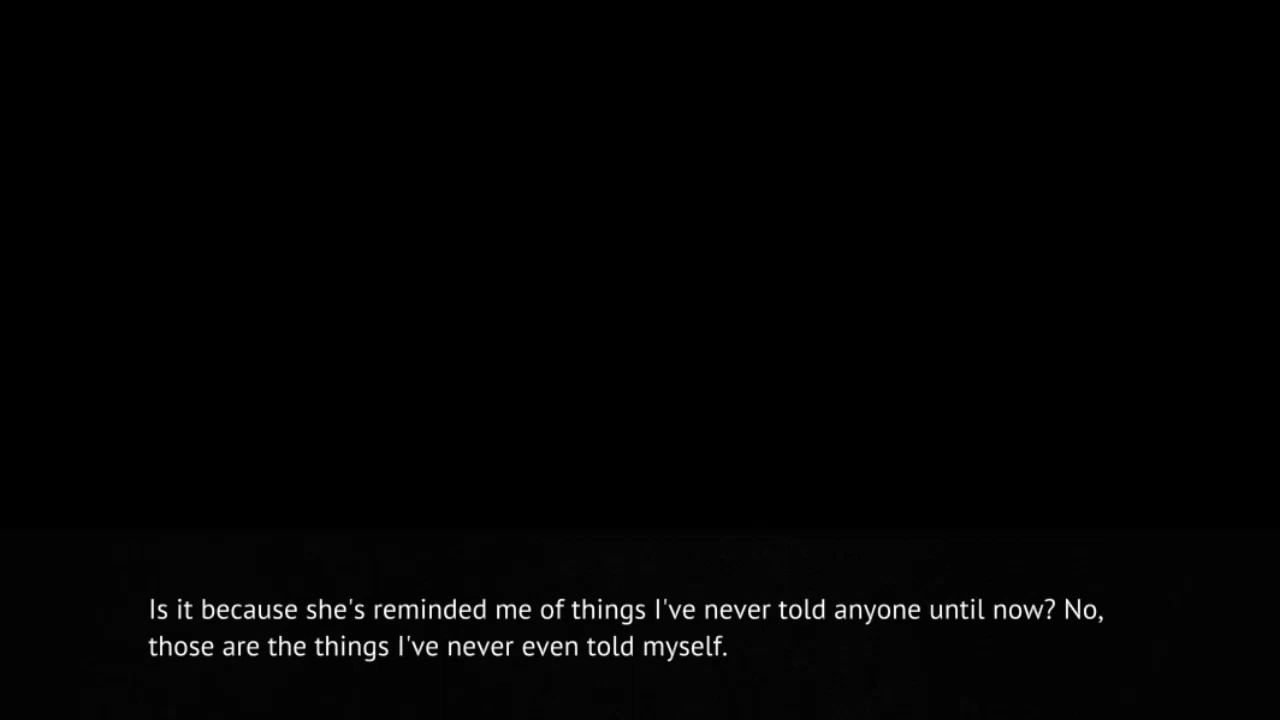 Is it because she's reminded me of things I've never told anyone until now? No,
those are the things I've never even told myself.